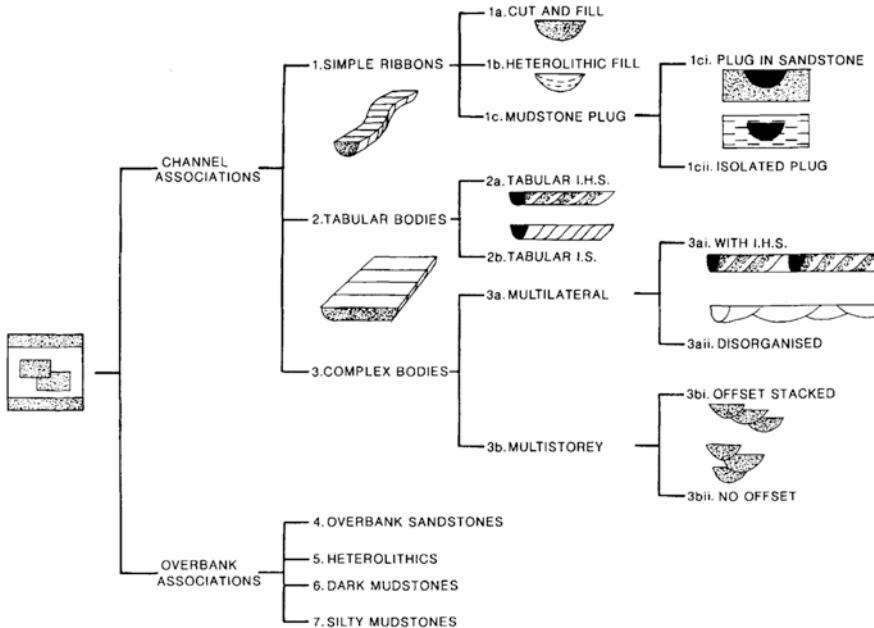 1a. CUT AND FILL
1. SIMPLE RIBBONS
1b. HETEROLITHIC FILL
1c. MUDSTONE PLUG
1ci. PLUG IN SANDSTONE
1cii. ISOLATED PLUG
CHANNEL
ASSOCIATIONS
2. TABULAR BODIES
2a. TABULAR I.H.S.
2b. TABULAR I.S.
3. COMPLEX BODIES
3a. MULTILATERAL
3ai. WITH I.H.S.
3aii. DISORGANISED
3b. MULTISTOREY
3bi. OFFSET STACKED
3bii. NO OFFSET
OVERBANK
ASSOCIATIONS
4. OVERBANK SANDSTONES
5. HETEROLITHICS
6. DARK MUDSTONES
7. SILTY MUDSTONES